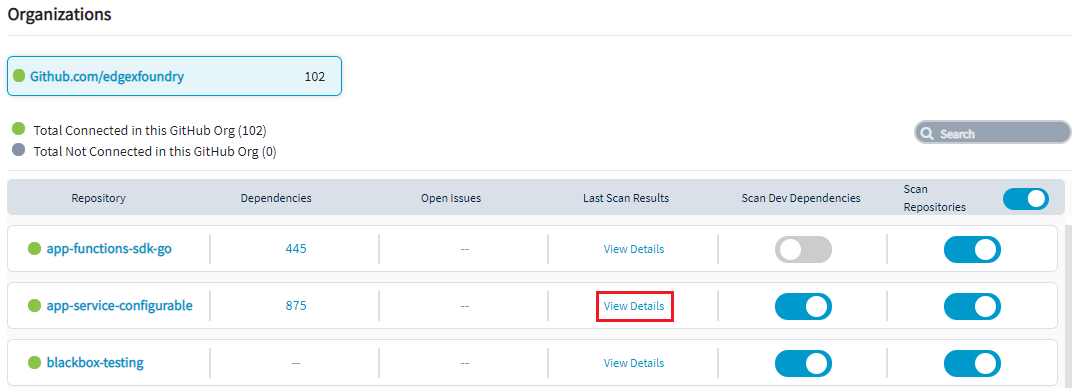 Organizations
Github.com/edgexfoundry 102
Total Connected in this GitHub Org (102)
Total Not Connected in this GitHub Org (0)
Search
Repository Dependencies Open Issues Last Scan Results Scan Dev Dependencies Scan Repositories
app-functions-sdk-go 445 -- View Details
app-service-configurable 875 -- View Details
blackbox-testing -- -- View Details